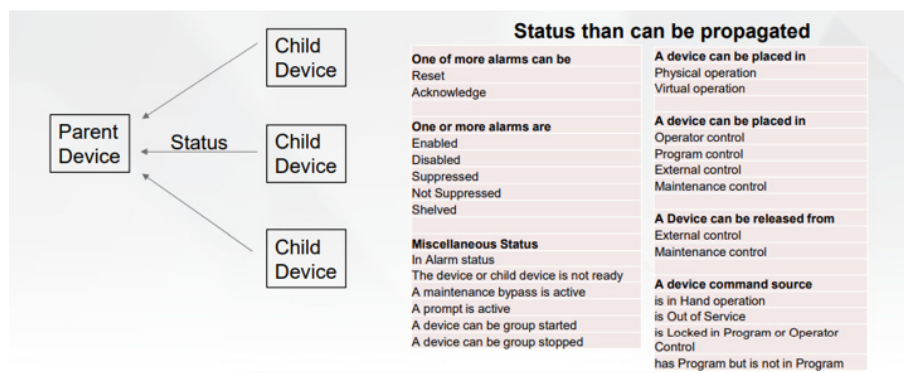 Status than can be propagated
Child
Device
Parent
Device
Status
Child
Device
Child
Device
One of more alarms can be
Reset
Acknowledge
One or more alarms are
Enabled
Disabled
Suppressed
Not Suppressed
Shelved
Miscellaneous Status
In Alarm status
The device or child device is not ready
A maintenance bypass is active
A prompt is active
A device can be group started
A device can be group stopped
A device can be placed in
Physical operation
Virtual operation
A device can be placed in
Operator control
Program control
External control
Maintenance control
A Device can be released from
External control
Maintenance control
A device command source
is in Hand operation
is Out of Service
is Locked in Program or Operator
Control
has Program but is not in Program